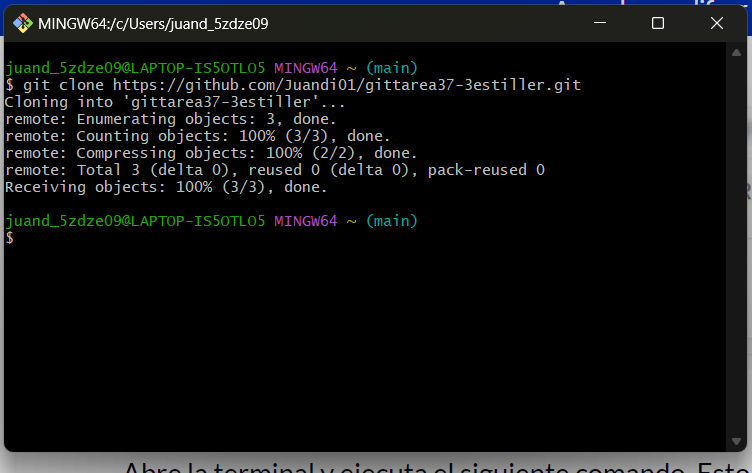 MINGW64:/c/Users/juand_5zdze09
juand_5zdze09@LAPTOP-IS5OTLO5 MINGW64 ~ (main)
$ git clone https://github.com/Juandi01/gittarea37-3estiller.git
Cloning into 'gittarea37-3estiller'...
remote: Enumerating objects: 3, done.
remote: Counting objects: 100% (3/3), done.
remote: Compressing objects: 100% (2/2), done.
remote: Total 3 (delta 0), reused 0 (delta 0), pack-reused 0
Receiving objects: 100% (3/3), done.
juand_5zdze09@LAPTOP-IS5OTLO5 MINGW64 ~ (main)
$
Abre la terminal y ejecuta el siguiente comando. Esto